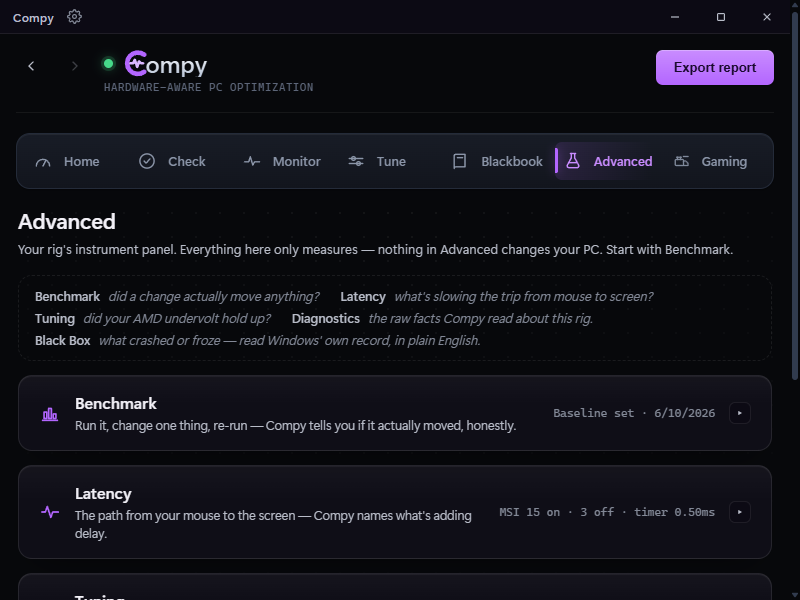 Compy
Compy
HARDWARE-AWARE PC OPTIMIZATION
Export report
Home Check Monitor Tune Blackbook Advanced Gaming
Advanced
Your rig's instrument panel. Everything here only measures — nothing in Advanced changes your PC. Start with Benchmark.
Benchmark did a change actually move anything? Latency what's slowing the trip from mouse to screen?
Tuning did your AMD undervolt hold up? Diagnostics the raw facts Compy read about this rig.
Black Box what crashed or froze — read Windows' own record, in plain English.
Benchmark
Run it, change one thing, re-run — Compy tells you if it actually moved, honestly.
Baseline set · 6/10/2026
Latency
The path from your mouse to the screen — Compy names what's adding
delay.
MSI 15 on · 3 off · timer 0.50ms
Tuning